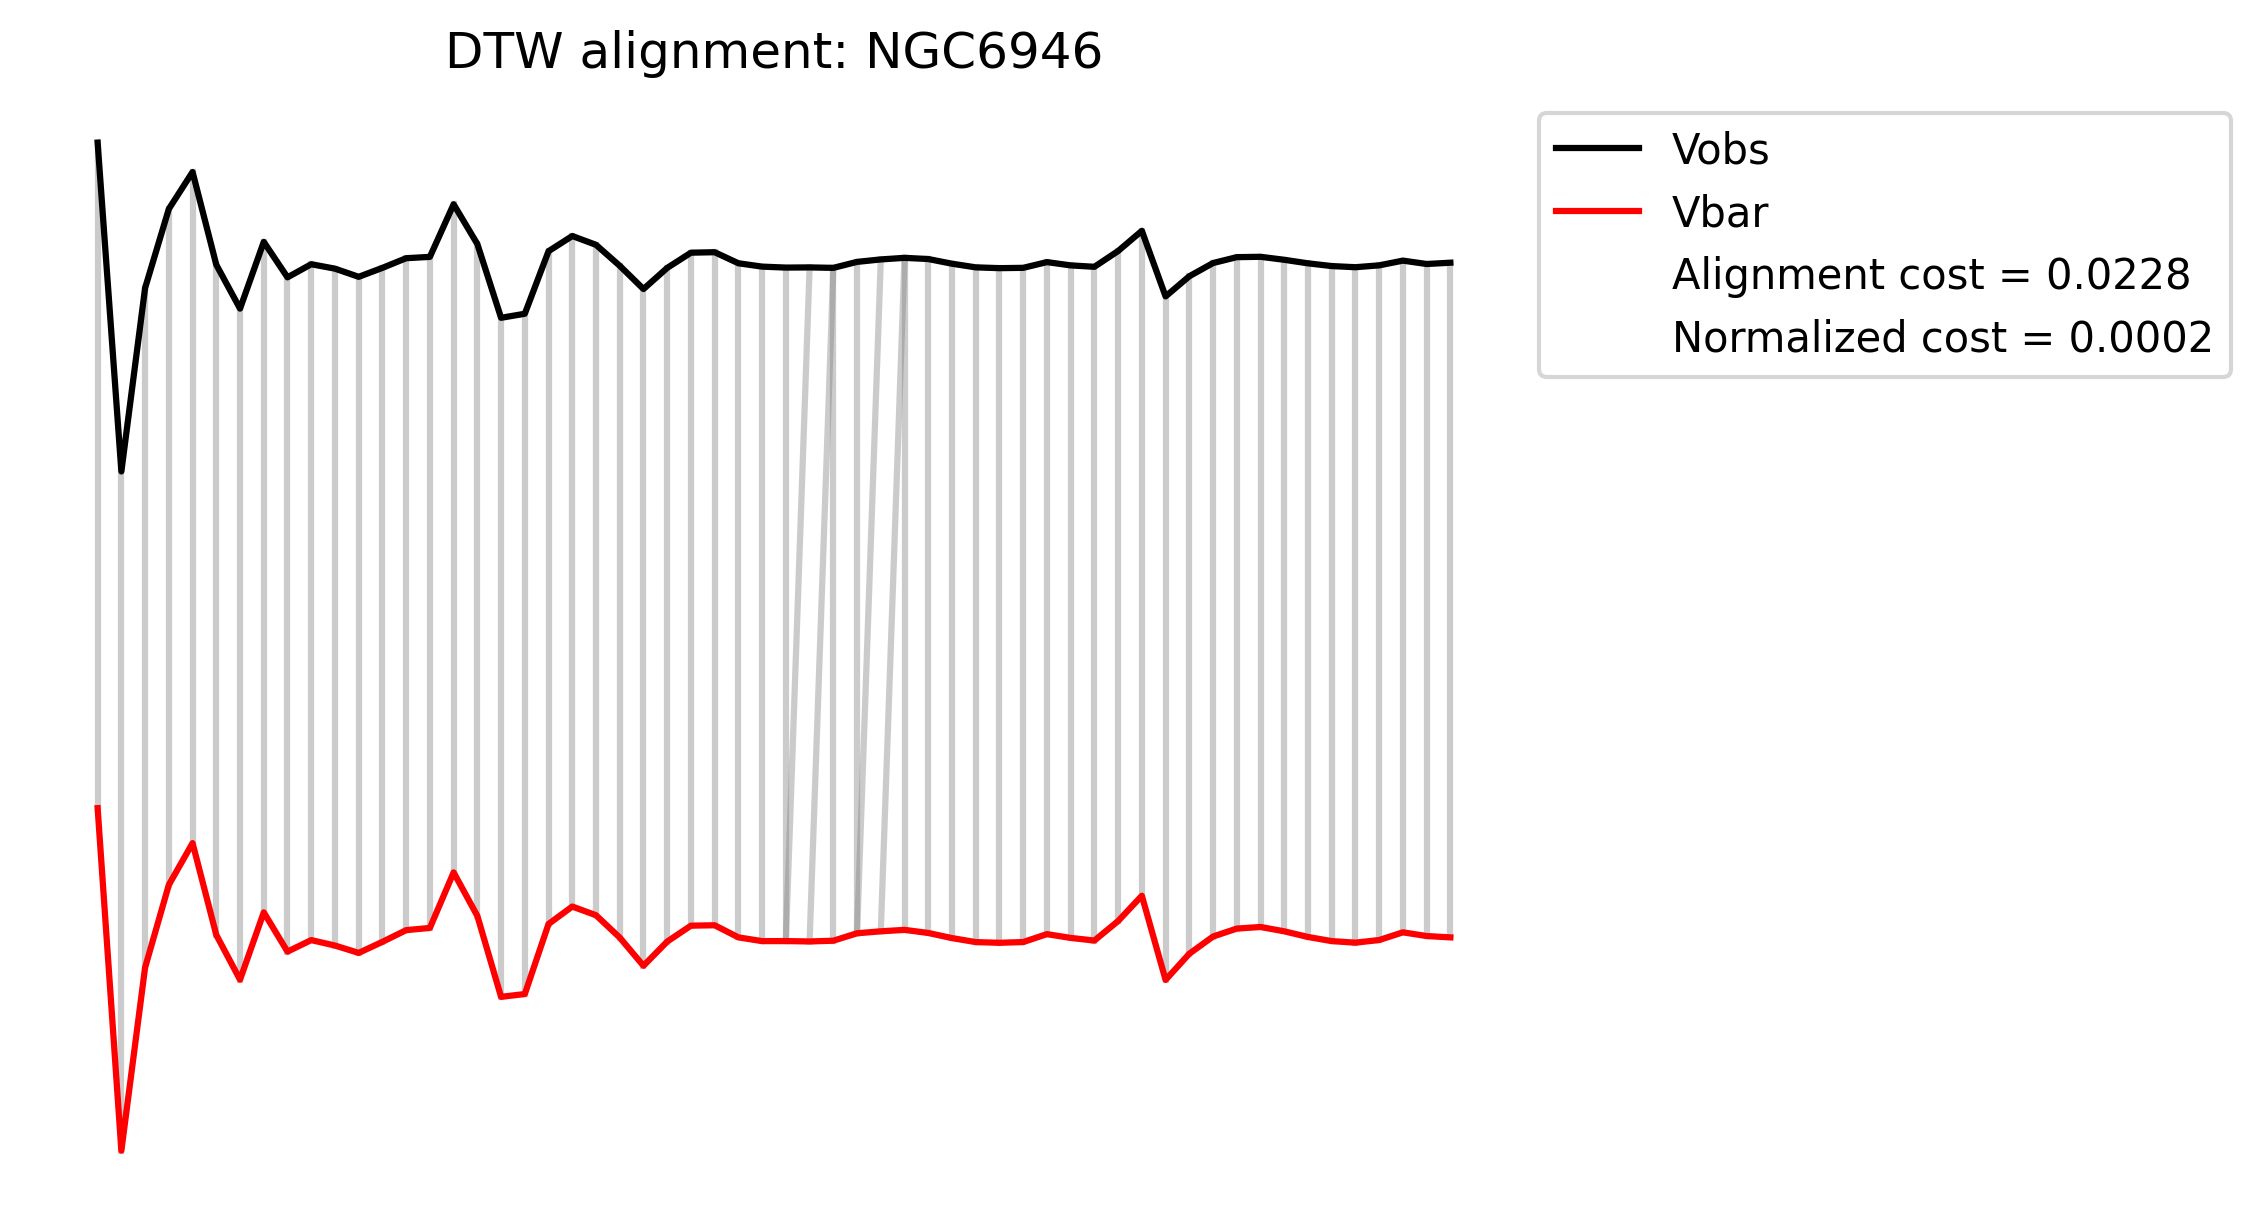 DTW alignment: NGC6946
Vobs
Vbar
Alignment cost = 0.0228
Normalized cost = 0.0002